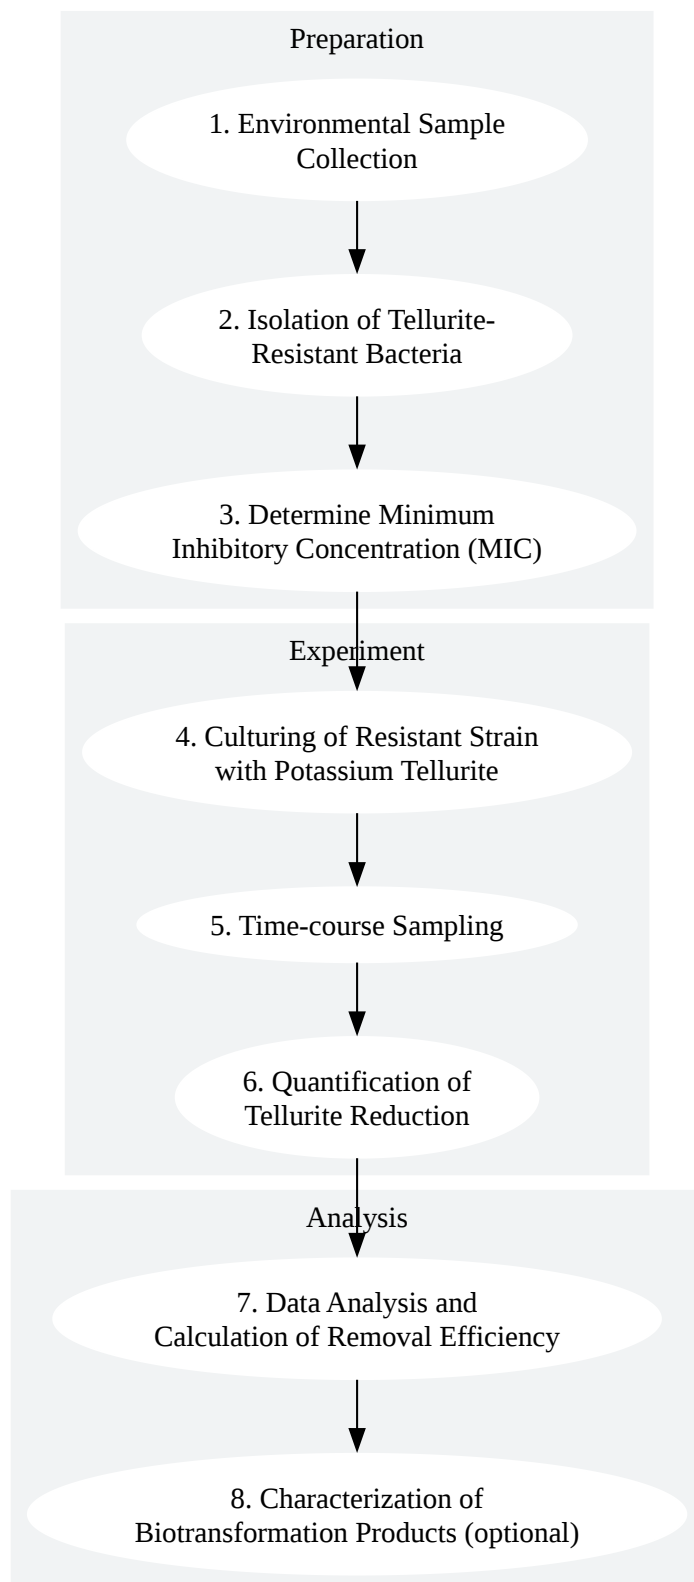 Preparation
1. Environmental Sample
Collection
2. Isolation of Tellurite-
Resistant Bacteria
3. Determine Minimum
Inhibitory Concentration (MIC)
Experiment
4. Culturing of Resistant Strain
with Potassium Tellurite
5. Time-course Sampling
6. Quantification of
Tellurite Reduction
Analysis
7. Data Analysis and
Calculation of Removal Efficiency
8. Characterization of
Biotransformation Products (optional)